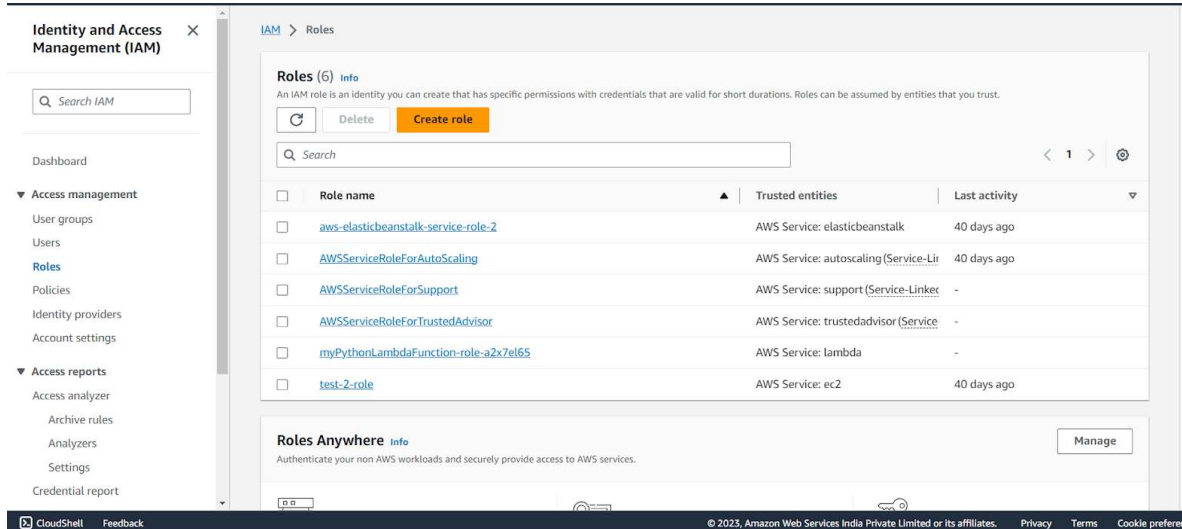 Identity and Access
Management (IAM)
Search IAM
Dashboard
Access management
User groups
Users
Roles
Policies
Identity providers
Account settings
Access reports
Access analyzer
Archive rules
Analyzers
Settings
Credential report
IAM > Roles
Roles (6) Info
An IAM role is an identity you can create that has specific permissions with credentials that are valid for short durations. Roles can be assumed by entities that you trust.
Delete Create role
Search
1
Role name Trusted entities Last activity
aws-elasticbeanstalk-service-role-2 AWS Service: elasticbeanstalk 40 days ago
AWSServiceRoleForAutoScaling AWS Service: autoscaling (Service-Lin 40 days ago
AWSServiceRoleForSupport AWS Service: support (Service-Linked -
AWSServiceRoleForTrustedAdvisor AWS Service: trustedadvisor (Service -
myPythonLambdaFunction-role-a2x7el65 AWS Service: lambda -
test-2-role AWS Service: ec2 40 days ago
Roles Anywhere Info
Manage
Authenticate your non AWS workloads and securely provide access to AWS services.
CloudShell Feedback © 2023, Amazon Web Services India Private Limited or its affiliates. Privacy Terms Cookie prefere